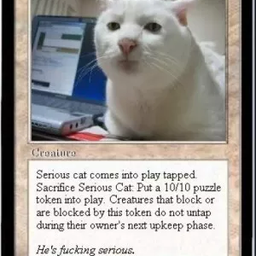 Creature
Serious cat comes into play tapped.
Sacrifice Serious Cat: Put a 10/10 puzzle
token into play. Creatures that block or
are blocked by this token do not untap
during their owner's next upkeep phase.
He's fucking serious.